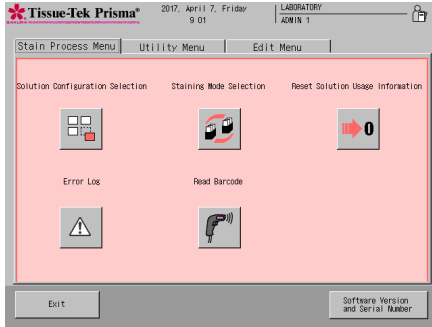 Tissue-Tek Prisma®
SAKURA
2017, April 7, Friday
9 01
LABORATORY
ADMIN 1
Stain Process Menu
Utility Menu
Edit Menu
Solution Configuration Selection
Staining Mode Selection
Reset Solution Usage Information
0
Error Log
Read Barcode
Exit
Software Version
and Serial Number